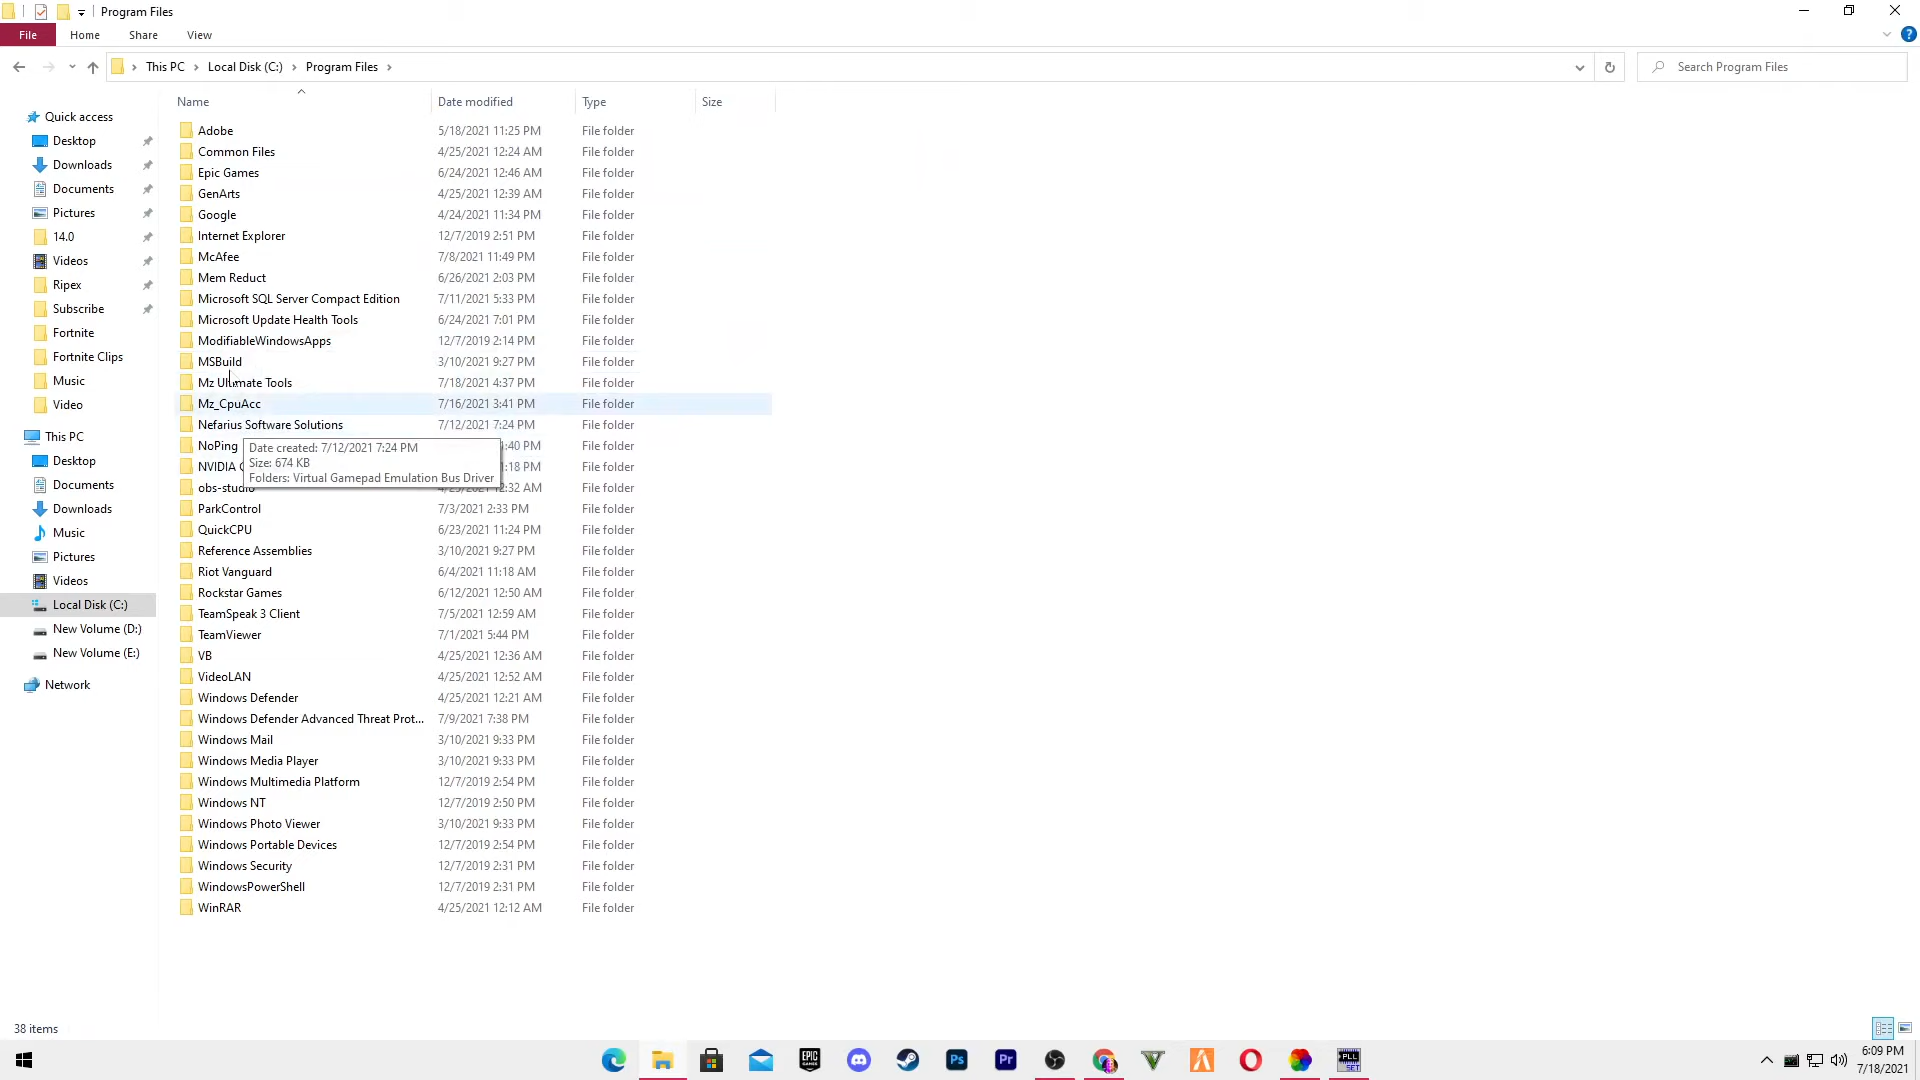 Program Files
File Home Share View
This PC Local Disk (C:) Program Files Search Program Files
Name Date modified Type Size
Quick access
Desktop
Downloads
Documents
Pictures
14.0
Videos
Ripex
Subscribe
Fortnite
Fortnite Clips
Music
Video
This PC
Desktop
Documents
Downloads
Music
Pictures
Videos
Local Disk (C:)
New Volume (D:)
New Volume (E:)
Network
Adobe 5/18/2021 11:25 PM File folder
Common Files 4/25/2021 12:24 AM File folder
Epic Games 6/24/2021 12:46 AM File folder
GenArts 4/25/2021 12:39 AM File folder
Google 4/24/2021 11:34 PM File folder
Internet Explorer 12/7/2019 2:51 PM File folder
McAfee 7/8/2021 11:49 PM File folder
Mem Reduct 6/26/2021 2:03 PM File folder
Microsoft SQL Server Compact Edition 7/11/2021 5:33 PM File folder
Microsoft Update Health Tools 6/24/2021 7:01 PM File folder
ModifiableWindowsApps 12/7/2019 2:14 PM File folder
MSBuild 3/10/2021 9:27 PM File folder
Mz Ultimate Tools 7/18/2021 4:37 PM File folder
Mz_CpuAcc 7/16/2021 3:41 PM File folder
Nefarius Software Solutions 7/12/2021 7:24 PM File folder
NoPing :40 PM File folder
NVIDIA :18 PM File folder
obs-studio 2:32 AM File folder
Date created: 7/12/2021 7:24 PM
Size: 674 KB
Folders: Virtual Gamepad Emulation Bus Driver
ParkControl 7/3/2021 2:33 PM File folder
QuickCPU 6/23/2021 11:24 PM File folder
Reference Assemblies 3/10/2021 9:27 PM File folder
Riot Vanguard 6/4/2021 11:18 AM File folder
Rockstar Games 6/12/2021 12:50 AM File folder
TeamSpeak 3 Client 7/5/2021 12:59 AM File folder
TeamViewer 7/1/2021 5:44 PM File folder
VB 4/25/2021 12:36 AM File folder
VideoLAN 4/25/2021 12:52 AM File folder
Windows Defender 4/25/2021 12:21 AM File folder
Windows Defender Advanced Threat Prot... 7/9/2021 7:38 PM File folder
Windows Mail 3/10/2021 9:33 PM File folder
Windows Media Player 3/10/2021 9:33 PM File folder
Windows Multimedia Platform 12/7/2019 2:54 PM File folder
Windows NT 12/7/2019 2:50 PM File folder
Windows Photo Viewer 3/10/2021 9:33 PM File folder
Windows Portable Devices 12/7/2019 2:54 PM File folder
Windows Security 12/7/2019 2:31 PM File folder
WindowsPowerShell 12/7/2019 2:31 PM File folder
WinRAR 4/25/2021 12:12 AM File folder
38 items
EPIC GAMES Ps Pr PLL SET
6:09 PM
7/18/2021